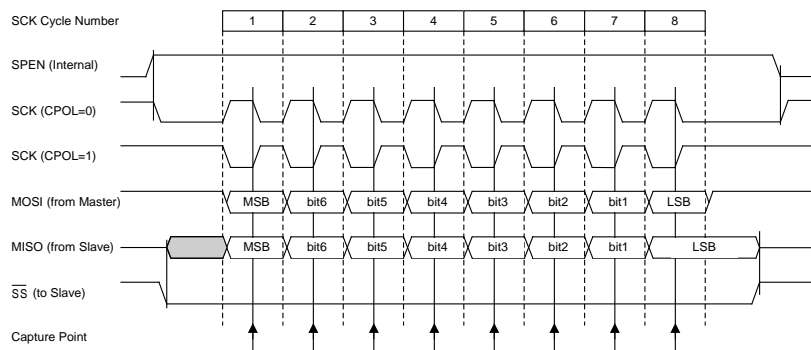 SCK Cycle Number 1 2 3 4 5 6 7 8
SPEN (Internal)
SCK (CPOL=0)
SCK (CPOL=1)
MOSI (from Master) MSB bit6 bit5 bit4 bit3 bit2 bit1 LSB
MISO (from Slave) MSB bit6 bit5 bit4 bit3 bit2 bit1 LSB
SS (to Slave)
Capture Point